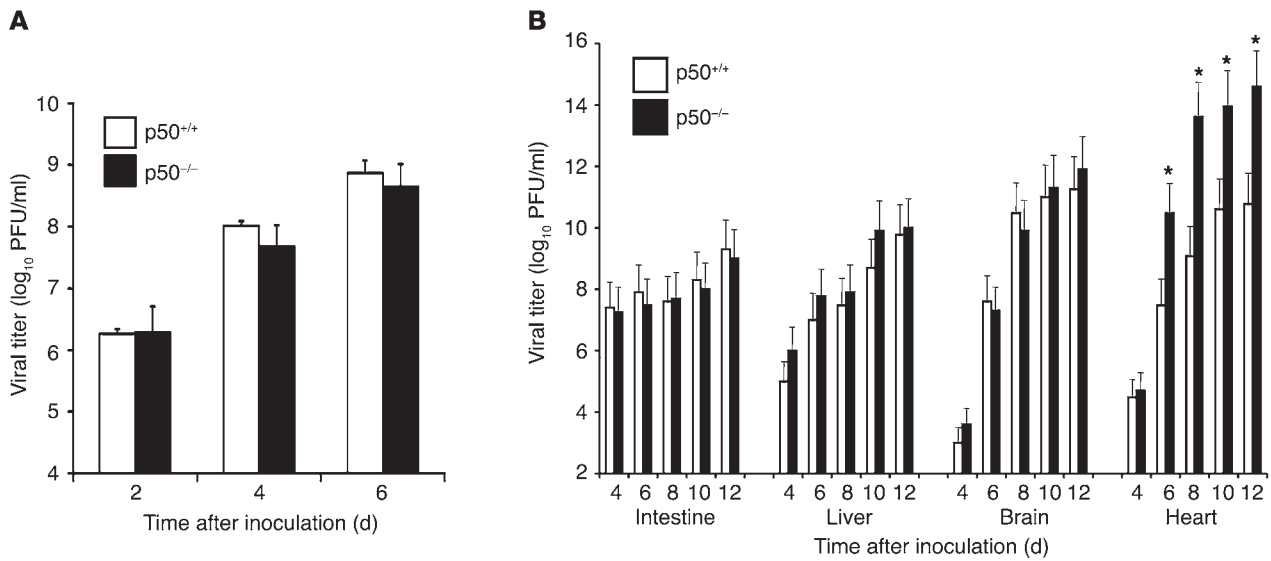 A
Viral titer (log10 PFU/ml)
10
9
8
7
6
5
4
p50+/+
p50−/−
2 4 6
Time after inoculation (d)
B
Viral titer (log10 PFU/ml)
16
14
12
10
8
6
4
2
p50+/+
p50−/−
* * * *
4 6 8 10 12 4 6 8 10 12 4 6 8 10 12 4 6 8 10 12
Intestine Liver Brain Heart
Time after inoculation (d)